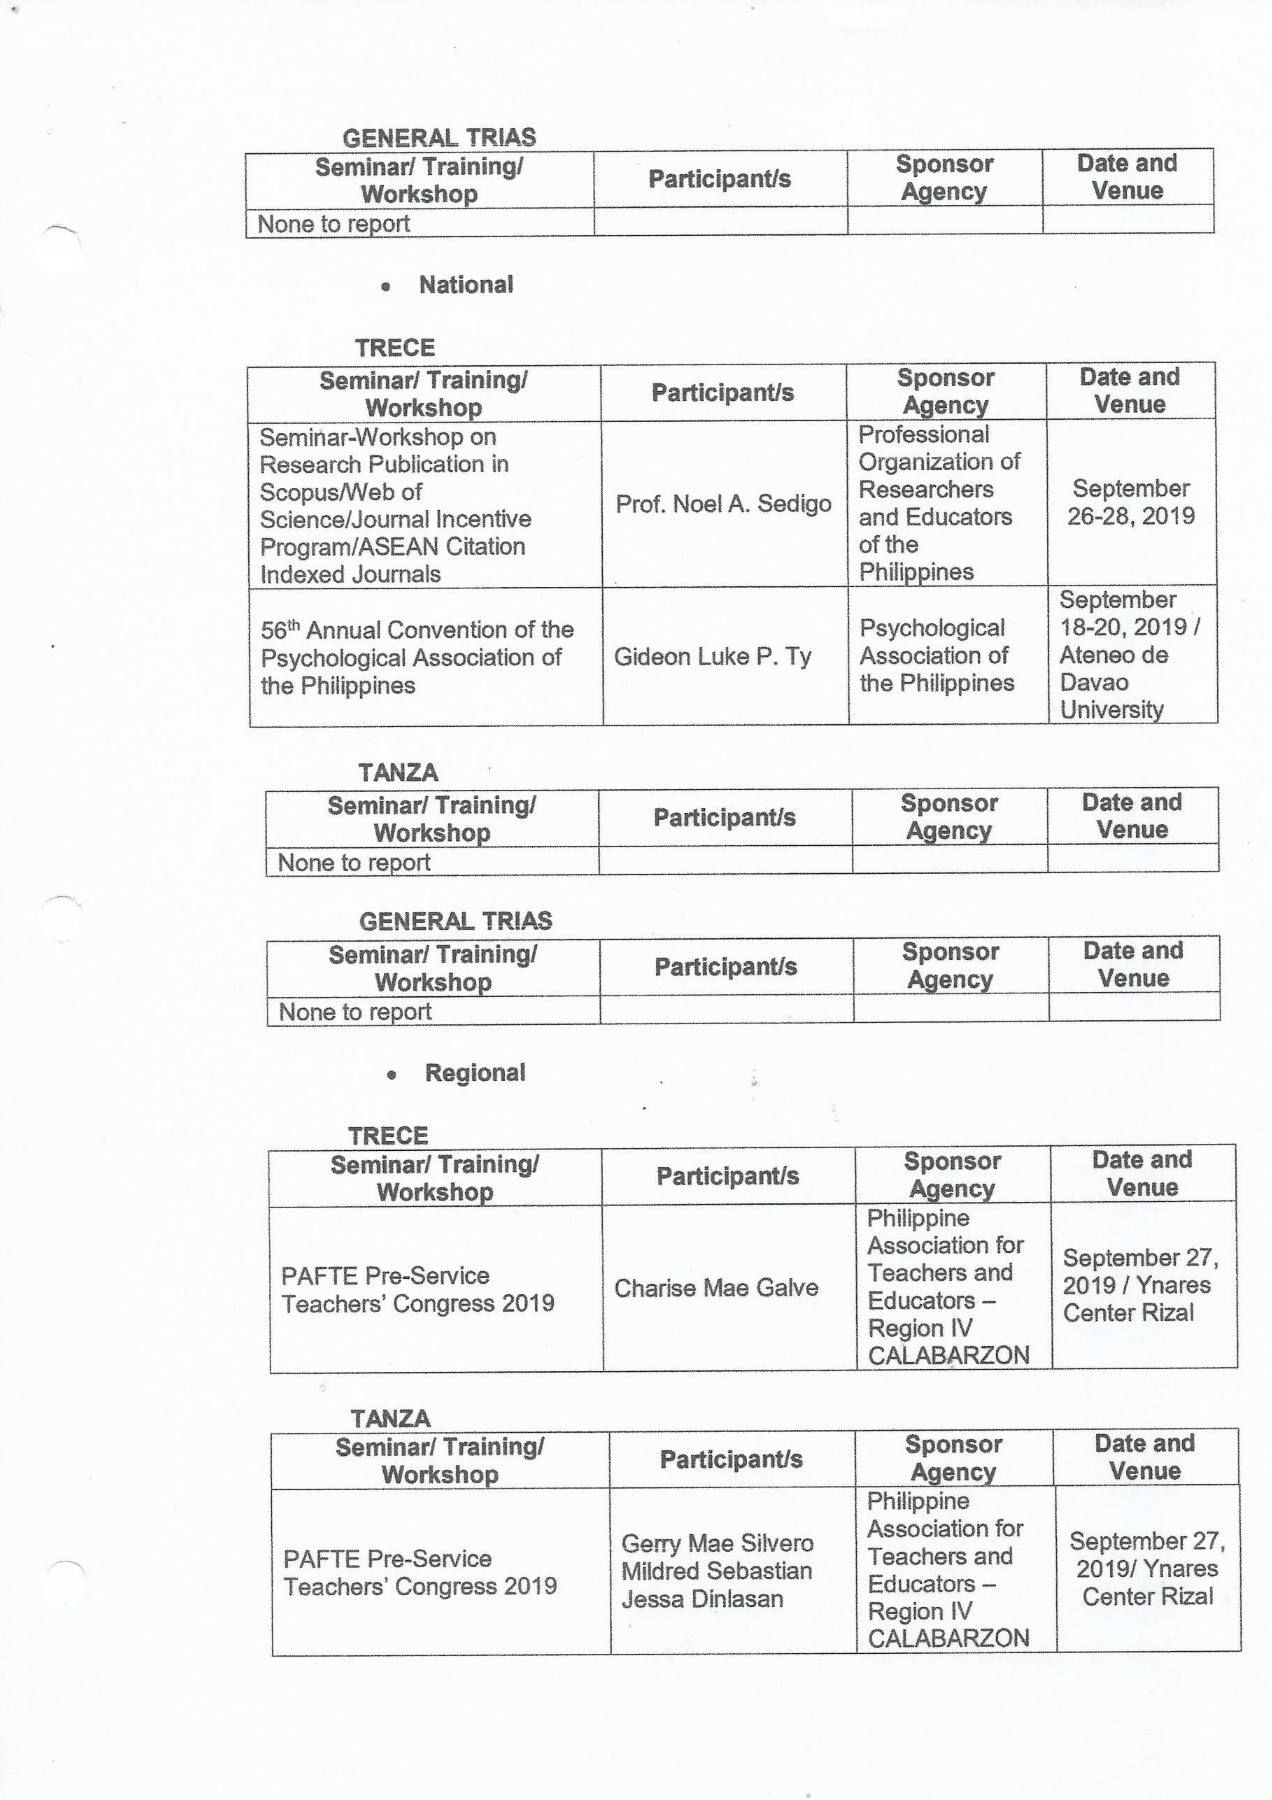 GENERAL TRIAS
Seminar/ Training/
Workshop
Participant/s
Sponsor
Agency
Date and
Venue
None to report
• National
TRECE
Seminar/ Training/
Workshop
Participant/s
Sponsor
Agency
Date and
Venue
Seminar-Workshop on
Research Publication in
Scopus/Web of
Science/Journal Incentive
Program/ASEAN Citation
Indexed Journals
Prof. Noel A. Sedigo
Professional
Organization of
Researchers
and Educators
of the
Philippines
September
26-28, 2019
56th Annual Convention of the
Psychological Association of
the Philippines
Gideon Luke P. Ty
Psychological
Association of
the Philippines
September
18-20, 2019 /
Ateneo de
Davao
University
TANZA
Seminar/ Training/
Workshop
Participant/s
Sponsor
Agency
Date and
Venue
None to report
GENERAL TRIAS
Seminar/ Training/
Workshop
Participant/s
Sponsor
Agency
Date and
Venue
None to report
• Regional
TRECE
Seminar/ Training/
Workshop
Participant/s
Sponsor
Agency
Date and
Venue
PAFTE Pre-Service
Teachers' Congress 2019
Charise Mae Galve
Philippine
Association for
Teachers and
Educators –
Region IV
CALABARZON
September 27,
2019 / Ynares
Center Rizal
TANZA
Seminar/ Training/
Workshop
Participant/s
Sponsor
Agency
Date and
Venue
PAFTE Pre-Service
Teachers' Congress 2019
Gerry Mae Silvero
Mildred Sebastian
Jessa Dinlasan
Philippine
Association for
Teachers and
Educators –
Region IV
CALABARZON
September 27,
2019/ Ynares
Center Rizal